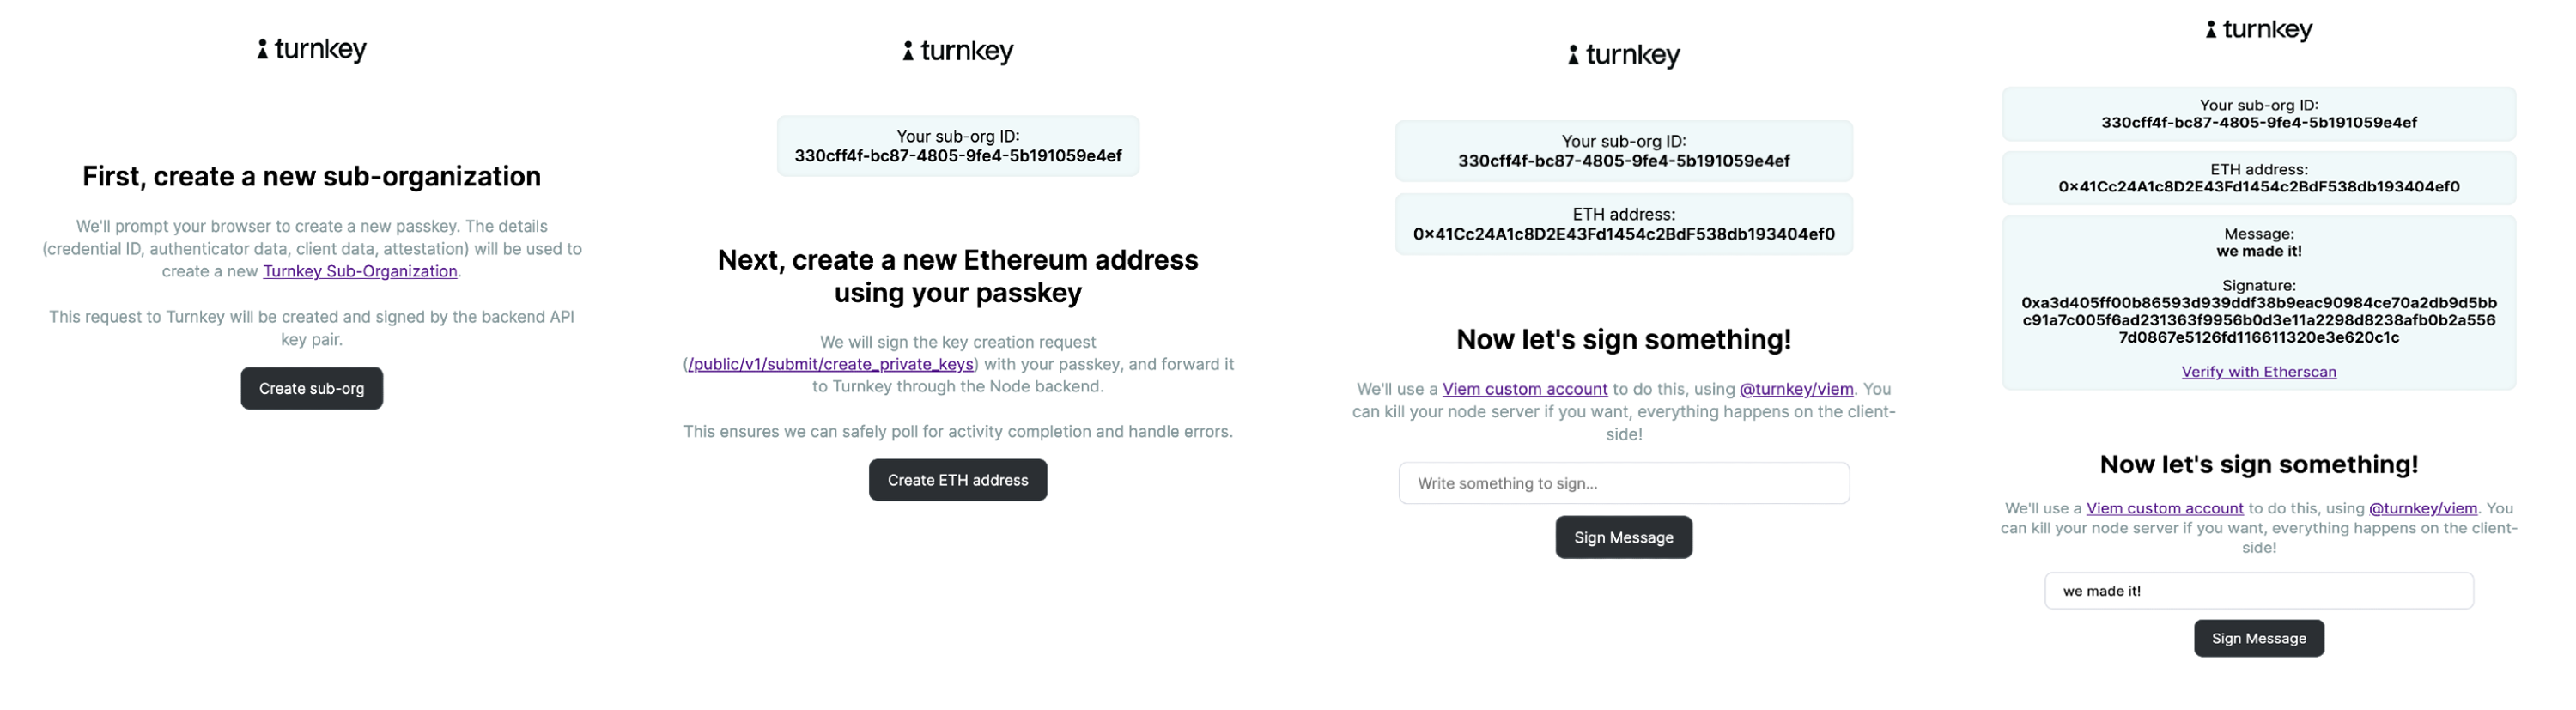 turnkey
First, create a new sub-organization
We'll prompt your browser to create a new passkey. The details
(credential ID, authenticator data, client data, attestation) will be used to
create a new Turnkey Sub-Organization.
This request to Turnkey will be created and signed by the backend API
key pair.
Create sub-org
turnkey
Your sub-org ID:
330cff4f-bc87-4805-9fe4-5b191059e4ef
Next, create a new Ethereum address
using your passkey
We will sign the key creation request
(/public/v1/submit/create_private_keys) with your passkey, and forward it
to Turnkey through the Node backend.
This ensures we can safely poll for activity completion and handle errors.
Create ETH address
turnkey
Your sub-org ID:
330cff4f-bc87-4805-9fe4-5b191059e4ef
ETH address:
0×41Cc24A1c8D2E43Fd1454c2BdF538db193404ef0
Now let's sign something!
We'll use a Viem custom account to do this, using @turnkey/viem. You
can kill your node server if you want, everything happens on the client-
side!
Write something to sign...
Sign Message
turnkey
Your sub-org ID:
330cff4f-bc87-4805-9fe4-5b191059e4ef
ETH address:
0×41Cc24A1c8D2E43Fd1454c2BdF538db193404ef0
Message:
we made it!
Signature:
0xa3d405ff00b86593d939ddf38b9eac90984ce70a2db9d5bb
c91a7c005f6ad231363f9956b0d3e11a2298d8238afb0b2a556
7d0867e5126fd116611320e3e620c1c
Verify with Etherscan
Now let's sign something!
We'll use a Viem custom account to do this, using @turnkey/viem. You
can kill your node server if you want, everything happens on the client-
side!
we made it!
Sign Message